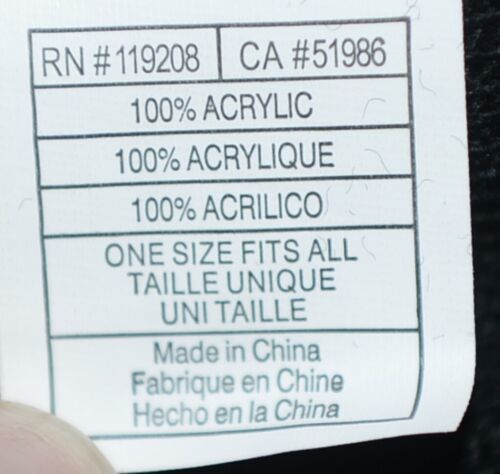 RN #119208 CA #51986
100% ACRYLIC
100% ACRYLIQUE
100% ACRILICO
ONE SIZE FITS ALL
TAILLE UNIQUE
UNI TAILLE
Made in China
Fabrique en Chine
Hecho en la China